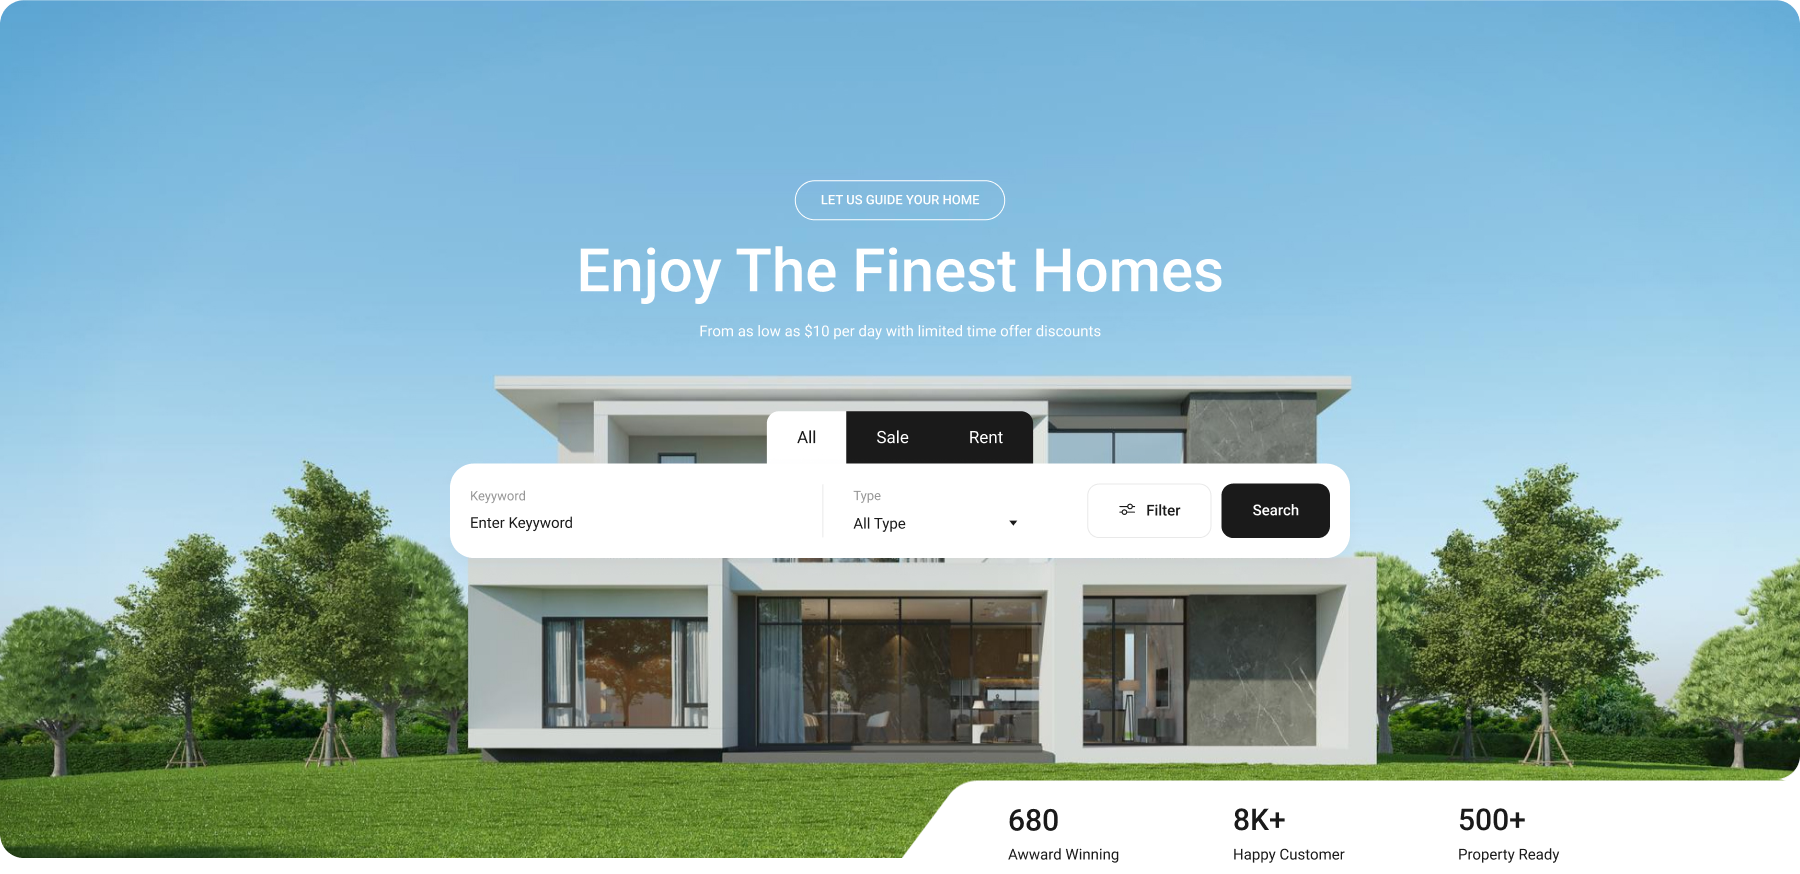 LET US GUIDE YOUR HOME
Enjoy The Finest Homes
From as low as $10 per day with limited time offer discounts
All Sale Rent
Keyyword
Enter Keyyword
Type
All Type
Filter
Search
680
Awward Winning
8K+
Happy Customer
500+
Property Ready